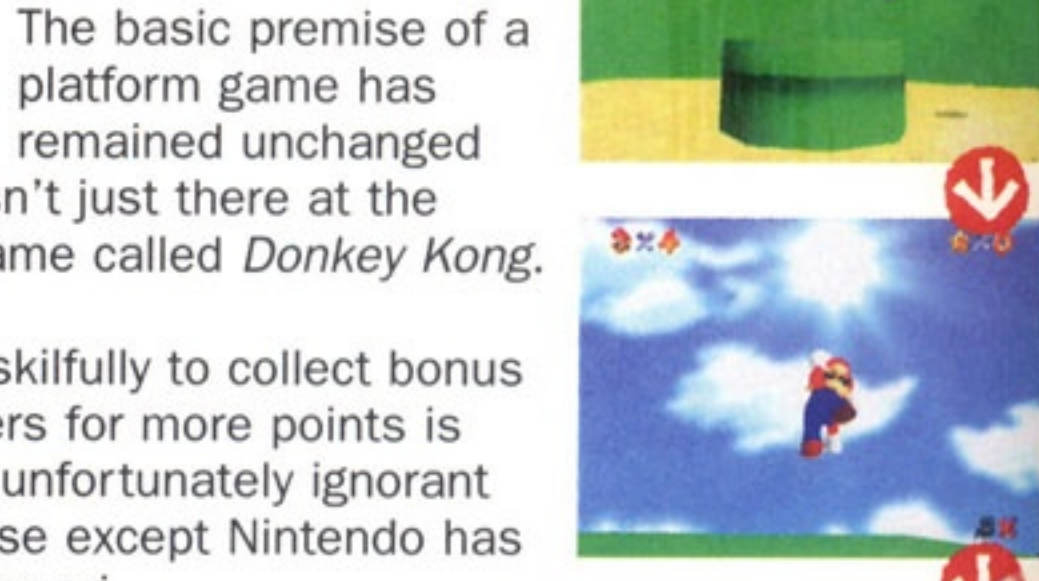 The basic premise of a
platform game has
remained unchanged
n't just there at the
ame called Donkey Kong.
skilfully to collect bonus
ers for more points is
unfortunately ignorant
se except Nintendo has